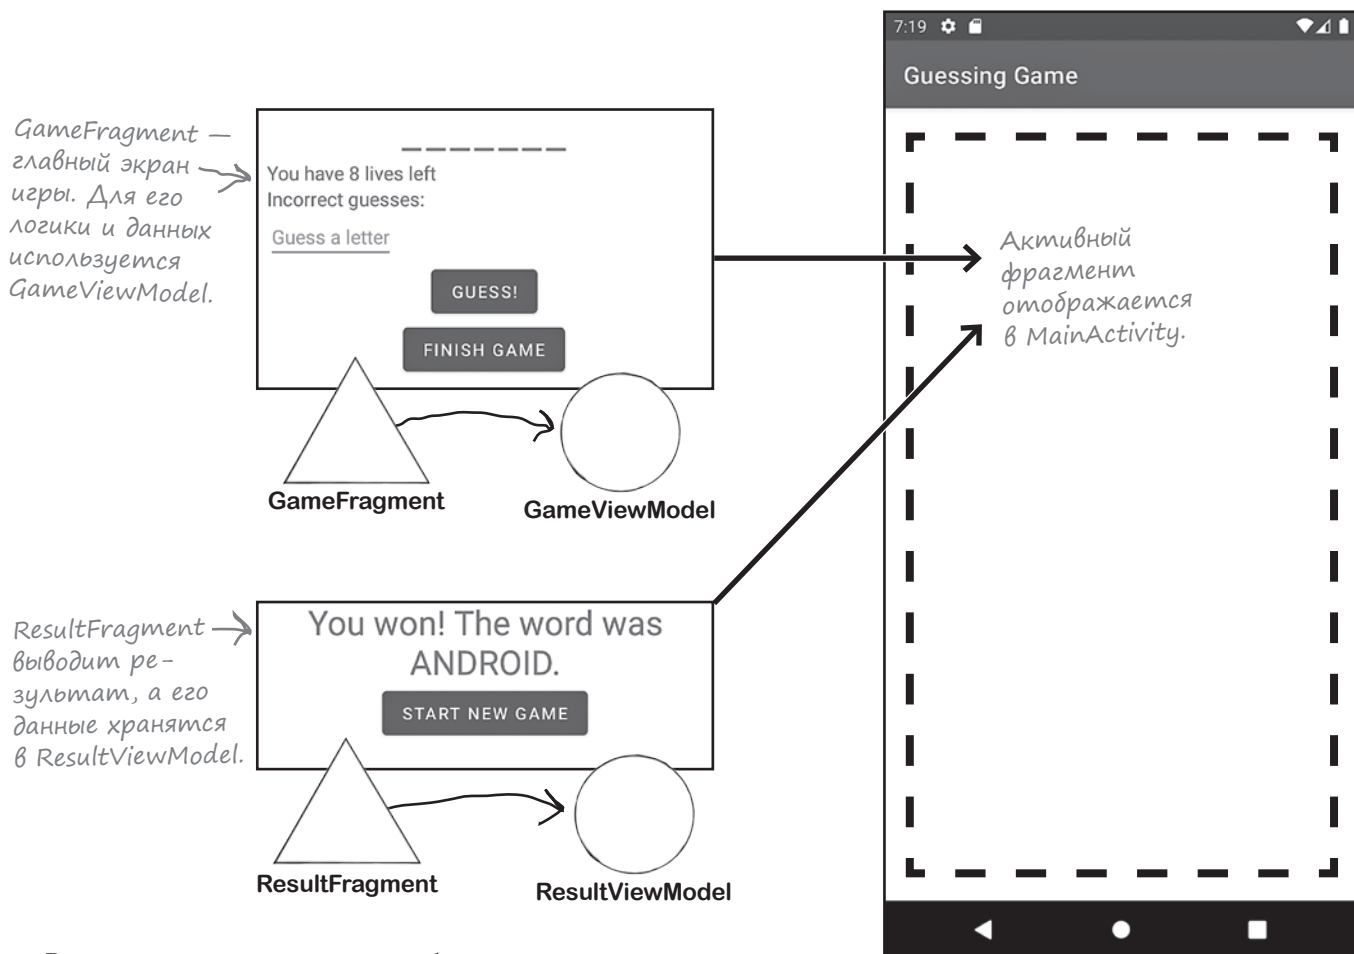 7:19
Guessing Game
GameFragment —
главный экран
игры. Для его
логики и данных
используется
GameViewModel.
You have 8 lives left
Incorrect guesses:
Guess a letter
GUESS!
FINISH GAME
GameFragment
GameViewModel
Активный
фрагмент
отображается
в MainActivity.
ResultFragment
выводит ре-
зультат, а его
данные хранятся
в ResultViewModel.
You won! The word was
ANDROID.
START NEW GAME
ResultFragment
ResultViewModel